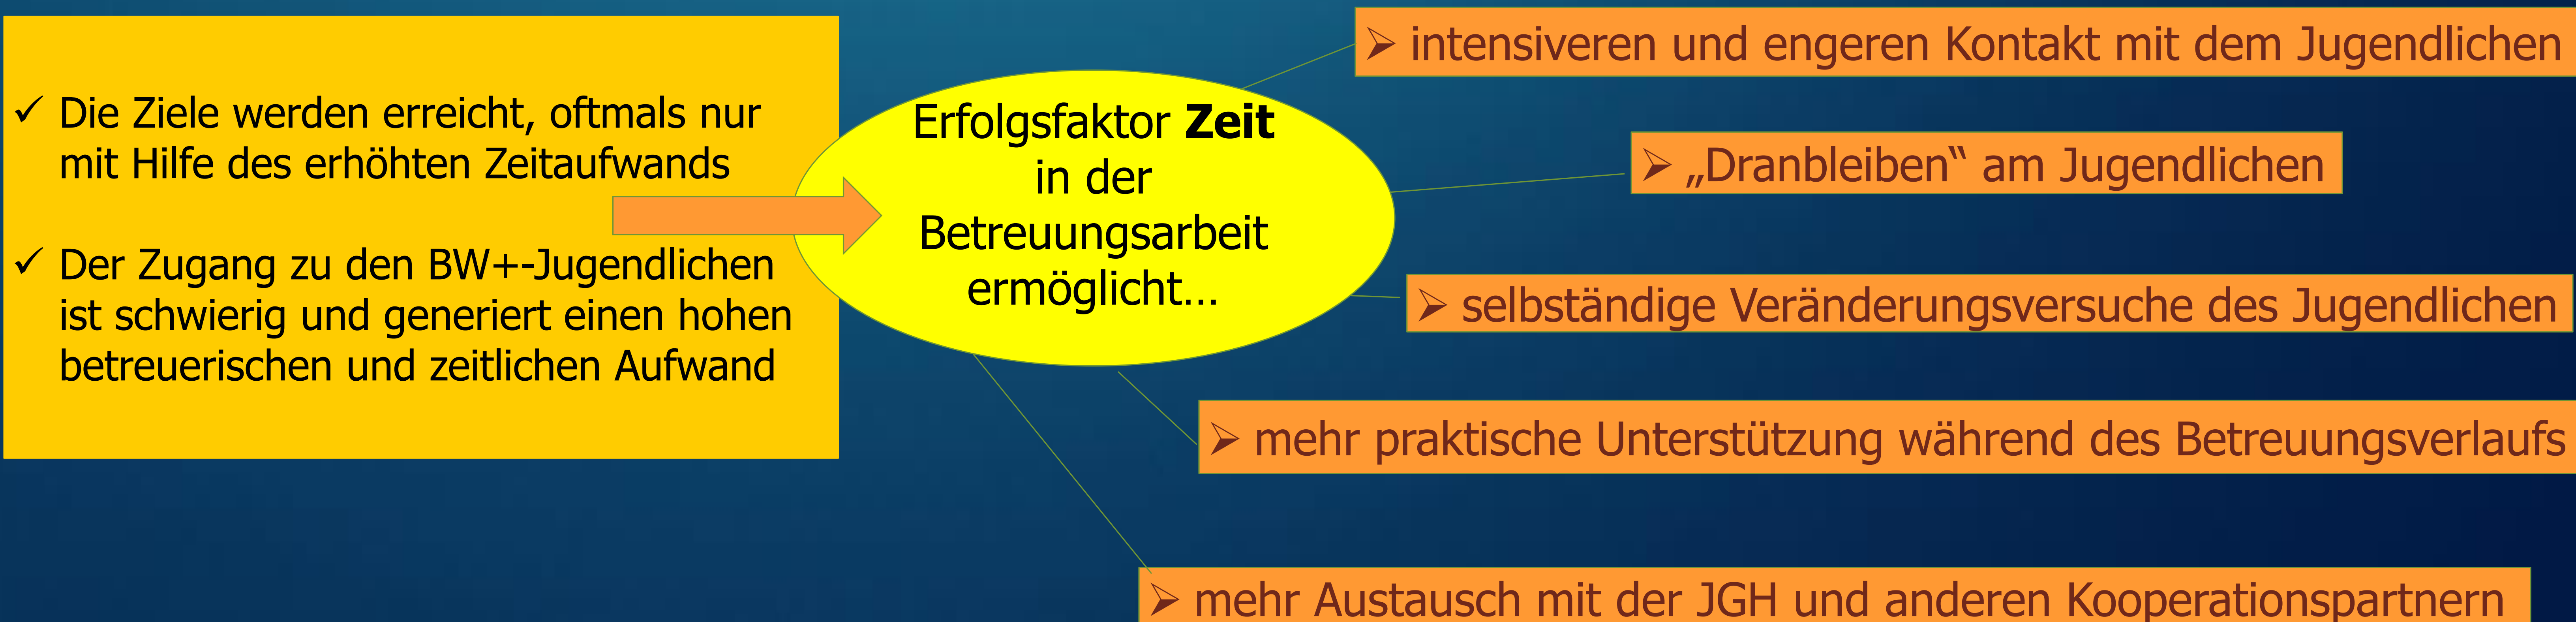 ✓ Die Ziele werden erreicht, oftmals nur
mit Hilfe des erhöhten Zeitaufwands
✓ Der Zugang zu den BW+-Jugendlichen
ist schwierig und generiert einen hohen
betreuerischen und zeitlichen Aufwand
Erfolgsfaktor Zeit
in der
Betreuungsarbeit
ermöglicht…
➢ intensiveren und engeren Kontakt mit dem Jugendlichen
➢ „Dranbleiben“ am Jugendlichen
➢ selbständige Veränderungsversuche des Jugendlichen
➢ mehr praktische Unterstützung während des Betreuungsverlaufs
➢ mehr Austausch mit der JGH und anderen Kooperationspartnern